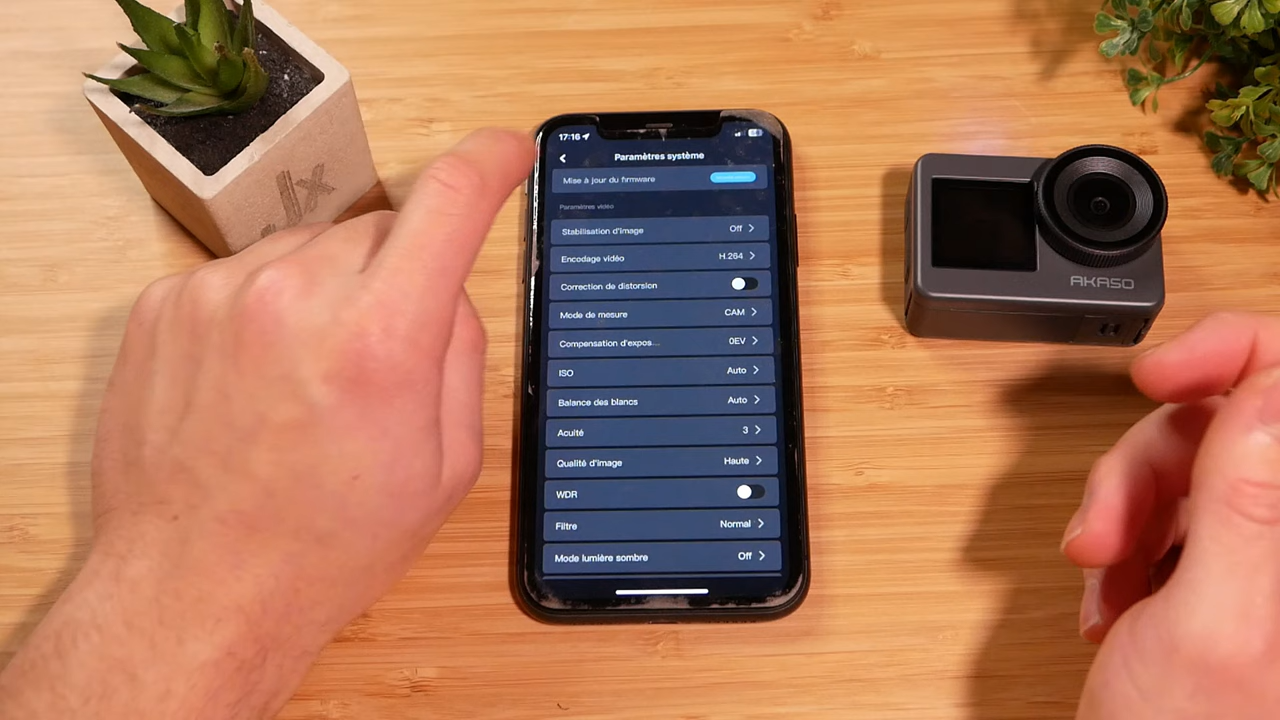 17:16
Paramètres système
Mise à jour du firmware
Paramètres vidéo
Stabilisation d'image Off
Encodage vidéo H.264
Correction de distorsion
Mode de mesure CAM
Compensation d'expos... 0EV
ISO Auto
Balance des blancs Auto
Acuité 3
Qualité d'image Haute
WDR
Filtre Normal
Mode lumière sombre Off
AKASO